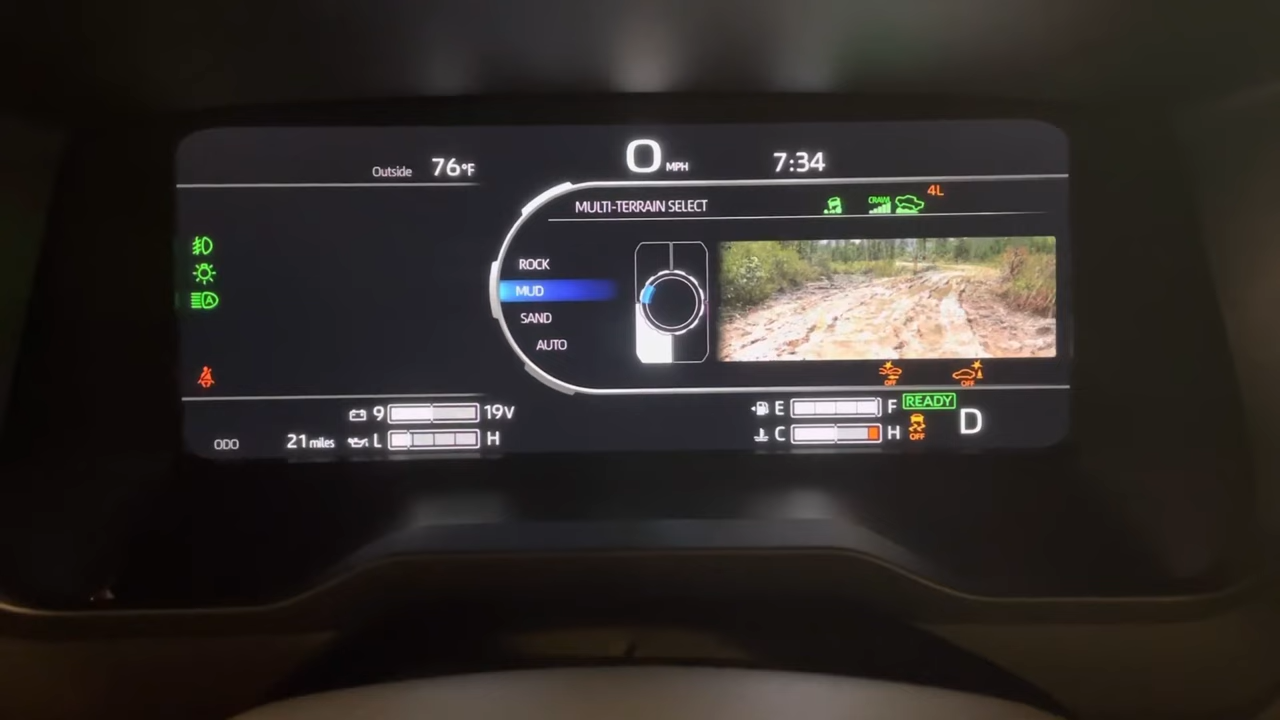 Outside 76°F
0 MPH
7:34
MULTI-TERRAIN SELECT
CRAWL
4L
ROCK
MUD
SAND
AUTO
A
OFF
OFF
9 19V
E F
READY
D
ODO 21 miles
L H
C H
OFF